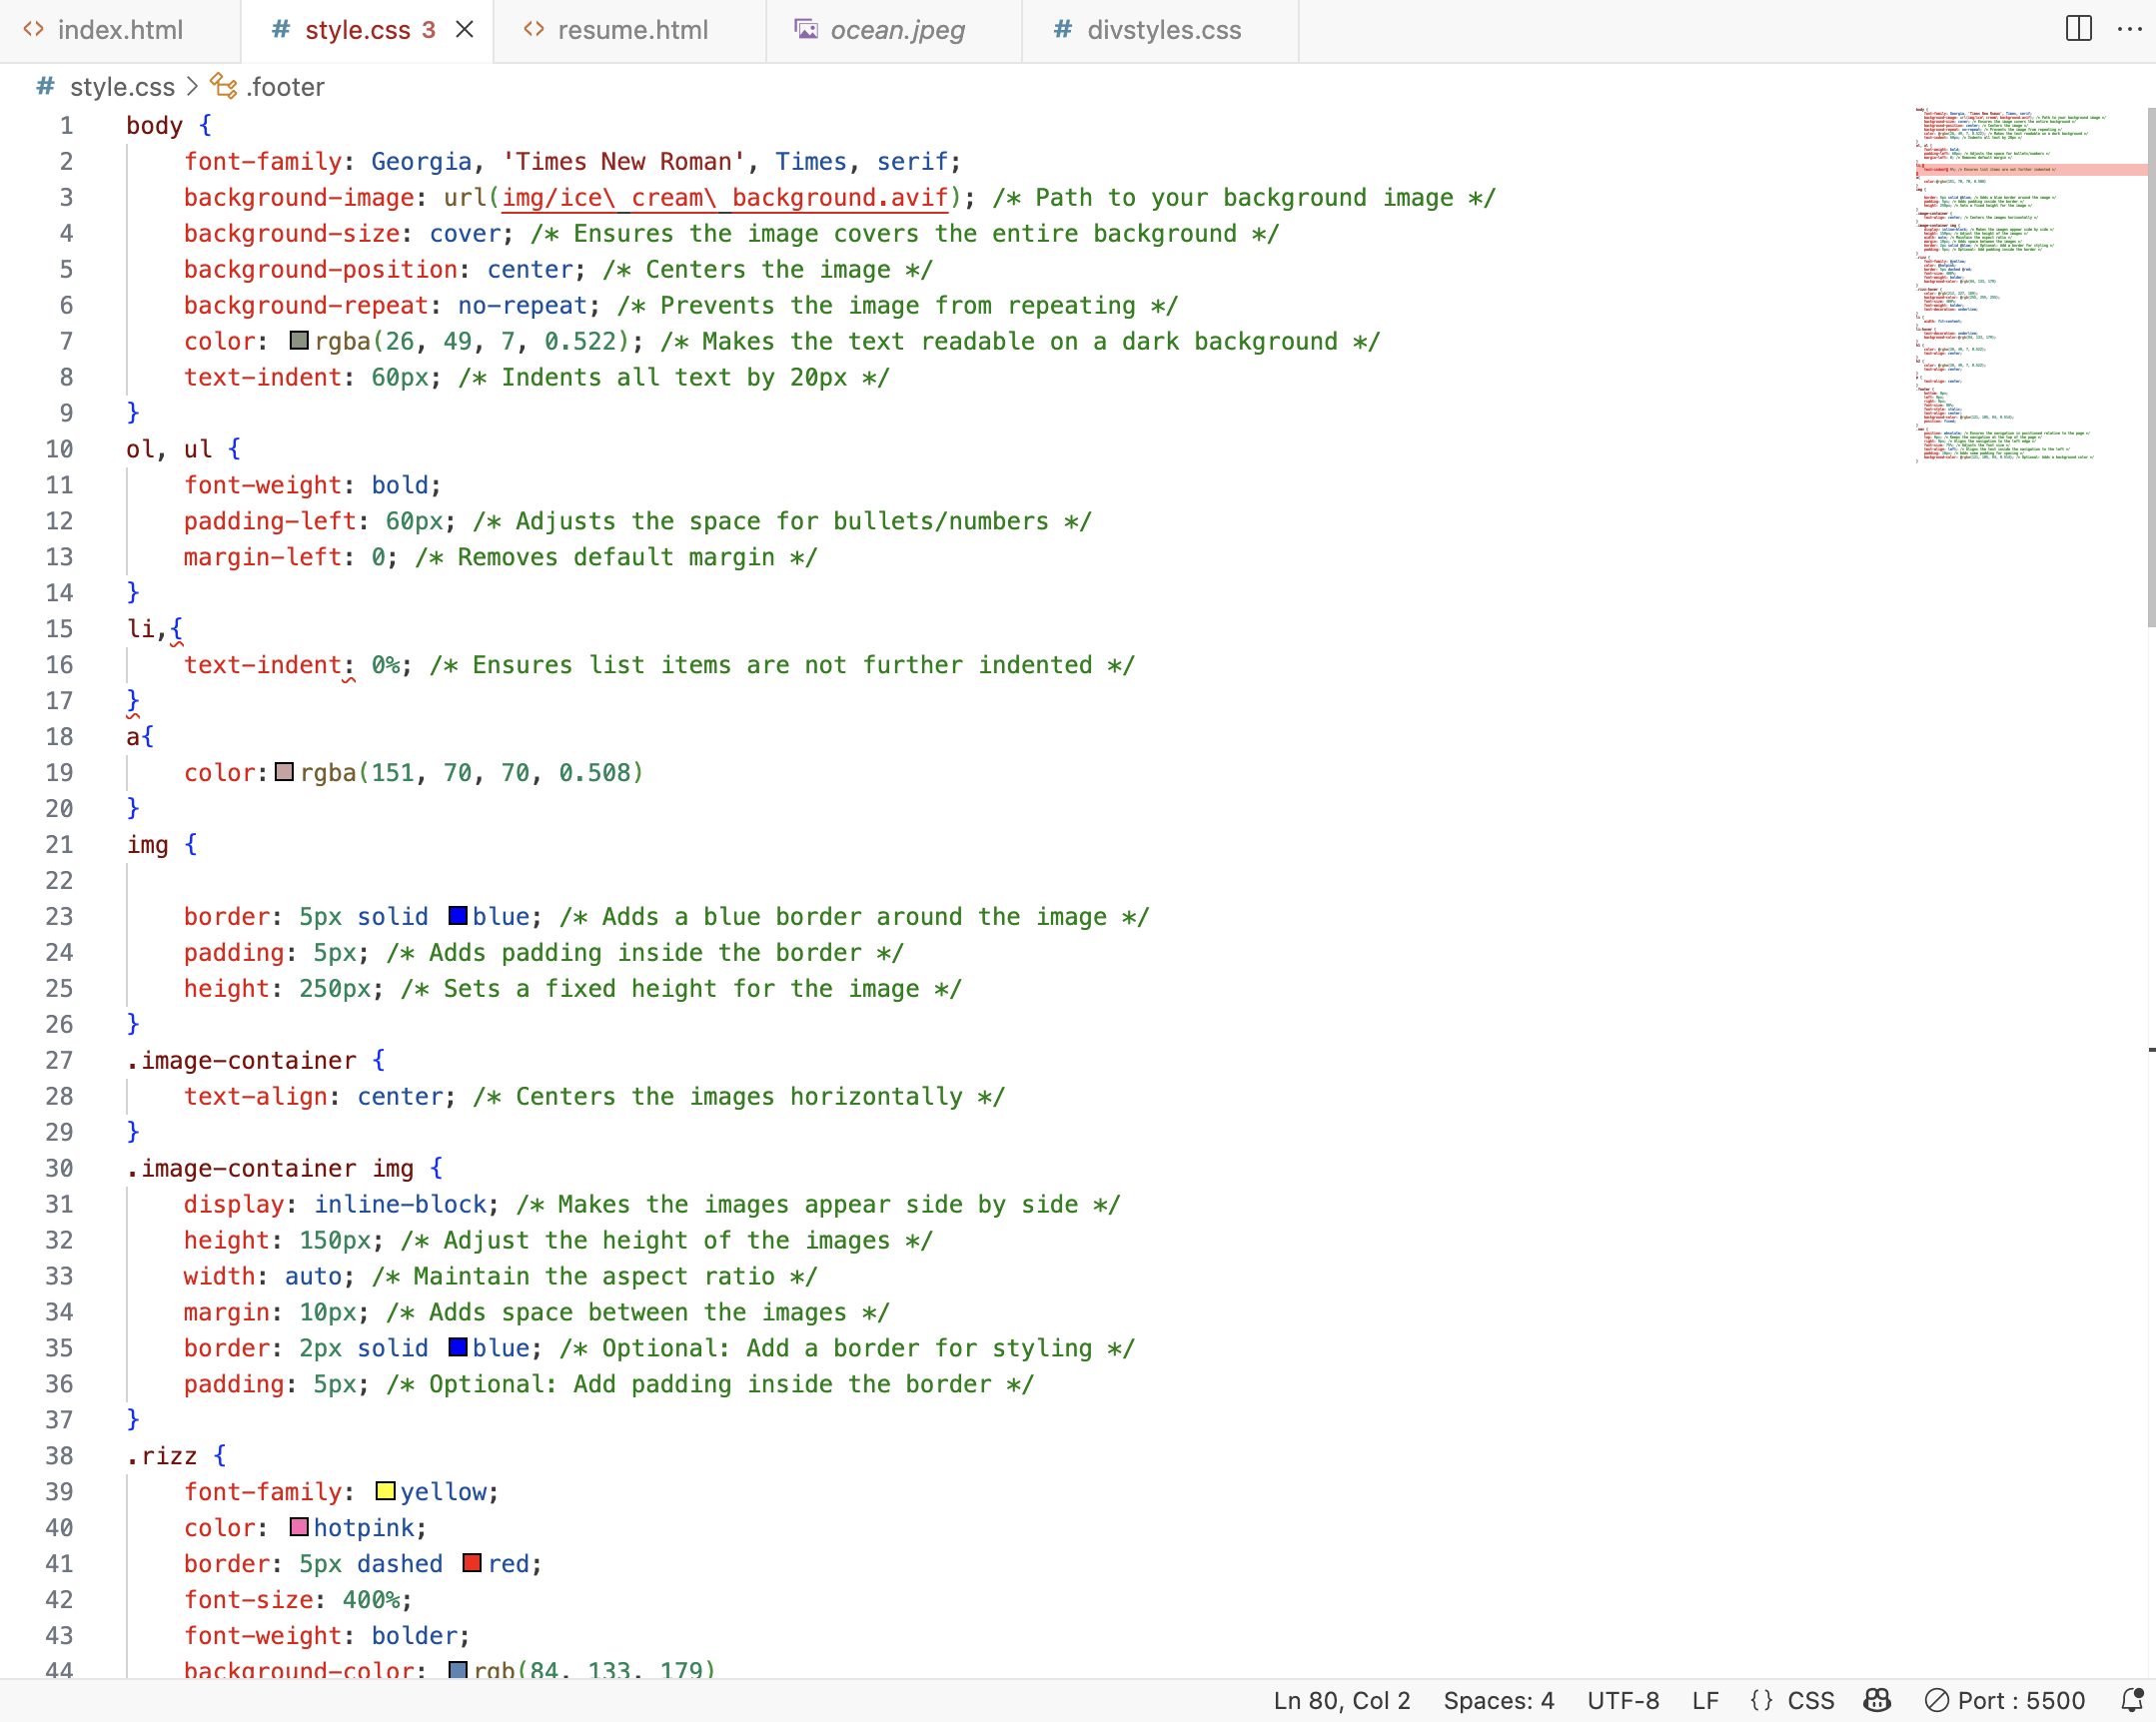 index.html
style.css 3
resume.html
ocean.jpeg
divstyles.css
style.css > .footer
1 body {
2 font-family: Georgia, 'Times New Roman', Times, serif;
3 background-image: url(img/ice\_cream\_background.avif); /* Path to your background image */
4 background-size: cover; /* Ensures the image covers the entire background */
5 background-position: center; /* Centers the image */
6 background-repeat: no-repeat; /* Prevents the image from repeating */
7 color: rgba(26, 49, 7, 0.522); /* Makes the text readable on a dark background */
8 text-indent: 60px; /* Indents all text by 20px */
9 }
10 ol, ul {
11 font-weight: bold;
12 padding-left: 60px; /* Adjusts the space for bullets/numbers */
13 margin-left: 0; /* Removes default margin */
14 }
15 li,{
16 text-indent: 0%; /* Ensures list items are not further indented */
17 }
18 a{
19 color: rgba(151, 70, 70, 0.508)
20 }
21 img {
22
23 border: 5px solid blue; /* Adds a blue border around the image */
24 padding: 5px; /* Adds padding inside the border */
25 height: 250px; /* Sets a fixed height for the image */
26 }
27 .image-container {
28 text-align: center; /* Centers the images horizontally */
29 }
30 .image-container img {
31 display: inline-block; /* Makes the images appear side by side */
32 height: 150px; /* Adjust the height of the images */
33 width: auto; /* Maintain the aspect ratio */
34 margin: 10px; /* Adds space between the images */
35 border: 2px solid blue; /* Optional: Add a border for styling */
36 padding: 5px; /* Optional: Add padding inside the border */
37 }
38 .rizz {
39 font-family: yellow;
40 color: hotpink;
41 border: 5px dashed red;
42 font-size: 400%;
43 font-weight: bolder;
44 background-color: rgb(84, 133, 179)
Ln 80, Col 2
Spaces: 4
UTF-8
LF
{} CSS
Port : 5500